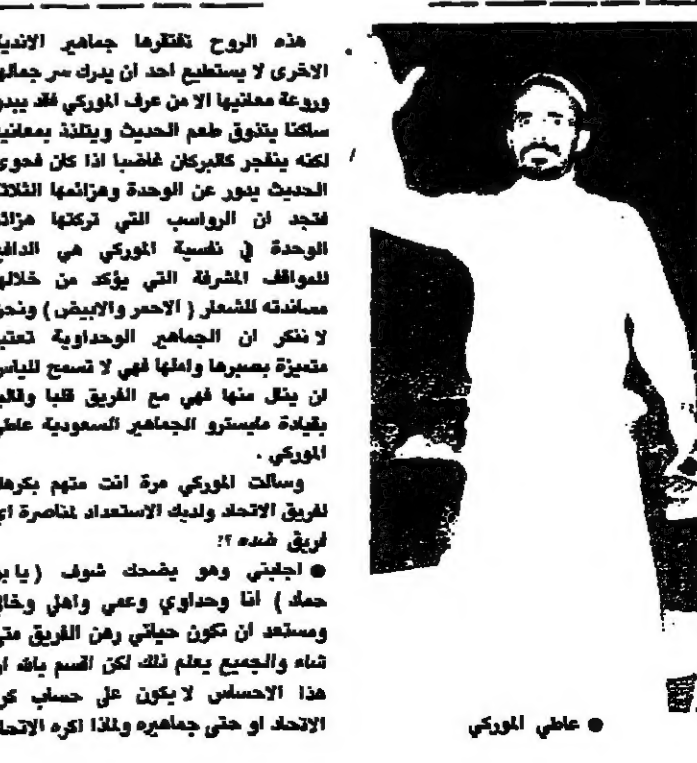 هذه الروح تفتقرها جماهير الاندية
الاخرى لا يستطيع احد ان يدرك سر جمالها
وروعة معانيها الا من عرف الموركي فقد يبدو
ساكنا يتذوق طعم الحديث ويتلذذ بمعانيه
لكنه ينفجر كالبركان غاضبا اذا كان فحوى
الحديث يدور عن الوحدة وهزائمها الثلاثة
فتجد ان الرواسب التي تركتها هزائم
الوحدة في نفسية الموركي هي الدافع
للمواقف المشرفة التي يؤكد من خلالها
مساندته للشعار ( الاحمر والابيض ) ونحن
لا ننكر ان الجماهير الوحداوية تعتبر
متميزة بصبرها واملها فهي لا تسمح للياس
ان ينال منها فهي مع الفريق قلبا وقالبا
بقيادة مايسترو الجماهير السعودية عاطي
الموركي .
وسألت الموركي مرة انت متهم بكرهك
لفريق الاتحاد ولديك الاستعداد لمناصرة اي
فريق ضده ؟!
● اجابني وهو يضحك شوف ( يا بو
حماد ) انا وحداوي وعمي واهلي وخالي
ومستعد ان تكون حياتي رهن الفريق متى
شاء والجميع يعلم ذلك لكن اقسم بالله ان
هذا الاحساس لا يكون على حساب كره
الاتحاد او حتى جماهيره ولماذا اكره الاتحاد
● عاطي الموركي